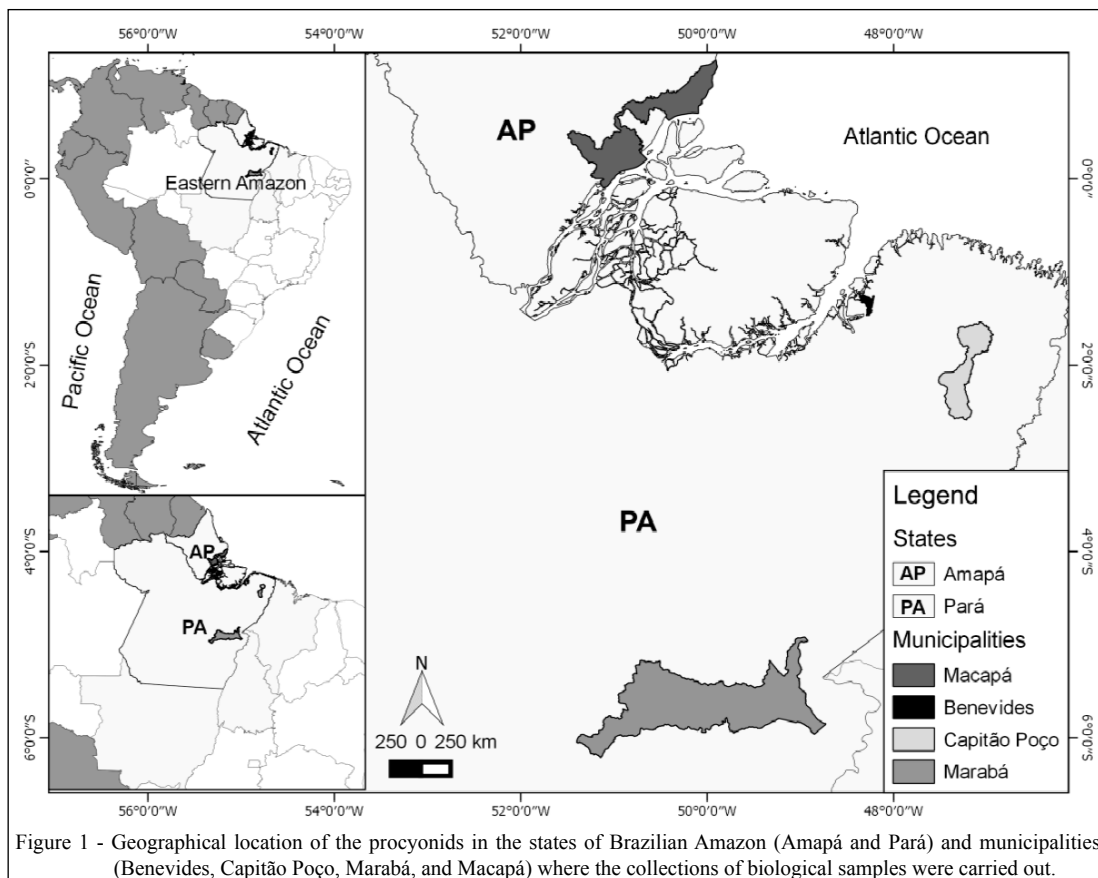 56°0'0"W 54°0'0"W 52°0'0"W 50°0'0"W 48°0'0"W
0°0'0"
2°0'0"S
4°0'0"S
6°0'0"S
Eastern Amazon
Pacific Ocean
Atlantic Ocean
AP
PA
AP
Atlantic Ocean
PA
N
250 0 250 km
0°0'0"
2°0'0"S
4°0'0"S
6°0'0"S
Legend
States
AP Amapá
PA Pará
Municipalities
Macapá
Benevides
Capitão Poço
Marabá
56°0'0"W 54°0'0"W 52°0'0"W 50°0'0"W 48°0'0"W
Figure 1 - Geographical location of the procyonids in the states of Brazilian Amazon (Amapá and Pará) and municipalities
(Benevides, Capitão Poço, Marabá, and Macapá) where the collections of biological samples were carried out.